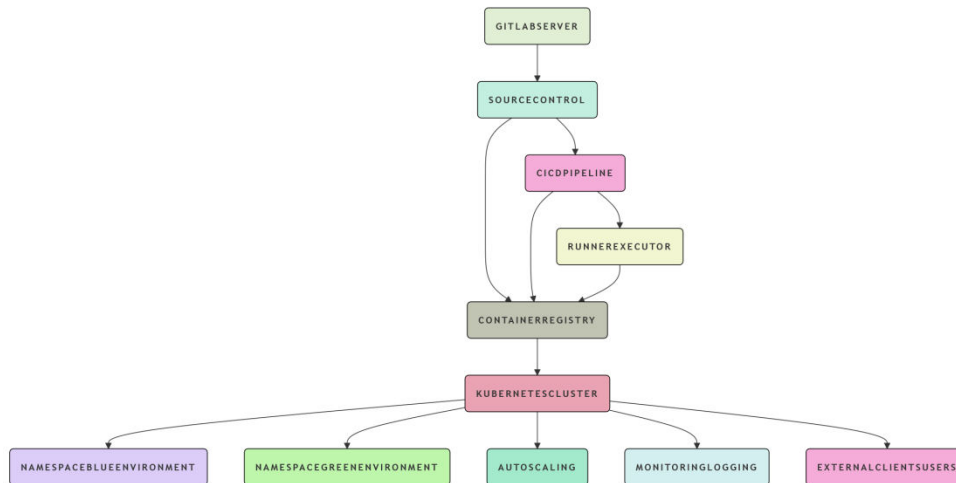 GITLABSERVER
SOURCECONTROL
CICDPIPELINE
RUNNEREXECUTOR
CONTAINERREGISTRY
KUBERNETESCLUSTER
NAMESPACEBLUEENVIRONMENT
NAMESPACEGREENENVIRONMENT
AUTOSCALING
MONITORINGLOGGING
EXTERNALCLIENTSUSERS